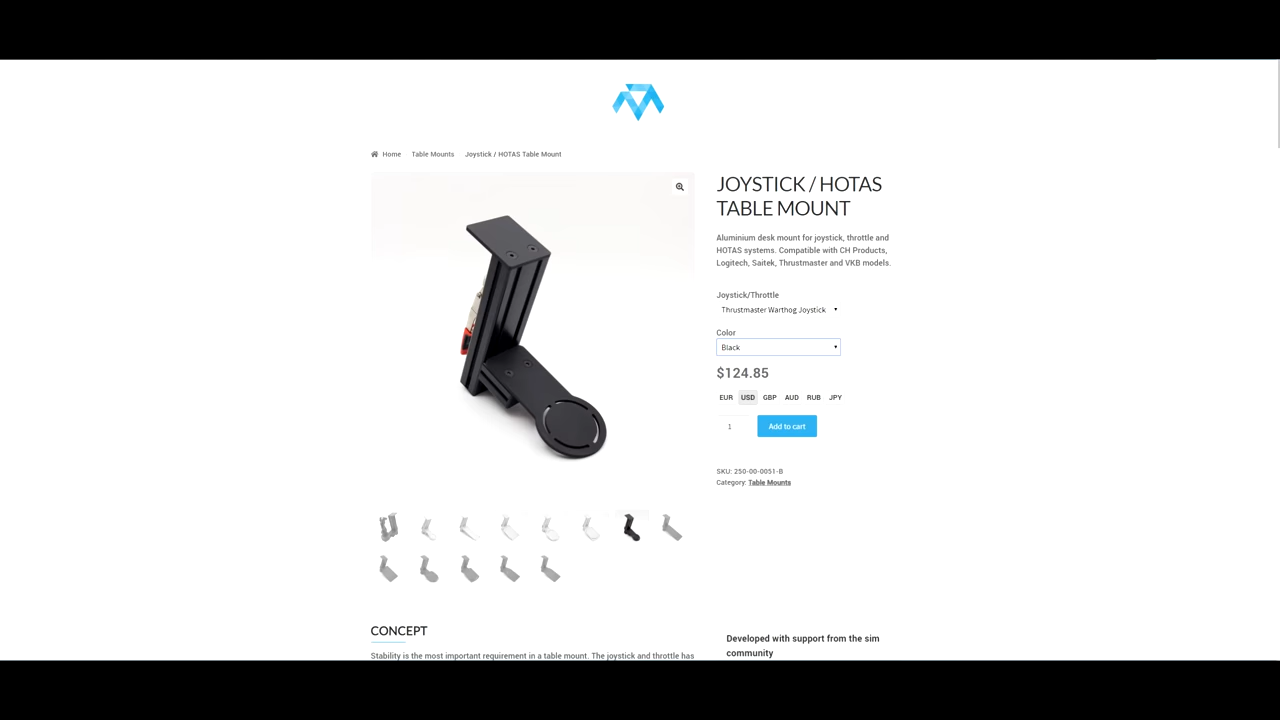 Home Table Mounts Joystick / HOTAS Table Mount
JOYSTICK / HOTAS
TABLE MOUNT
Aluminium desk mount for joystick, throttle and
HOTAS systems. Compatible with CH Products,
Logitech, Saitek, Thrustmaster and VKB models.
Joystick/Throttle
Thrustmaster Warthog Joystick
Color
Black
$124.85
EUR USD GBP AUD RUB JPY
1 Add to cart
SKU: 250-00-0051-B
Category: Table Mounts
CONCEPT
Stability is the most important requirement in a table mount. The joystick and throttle has
Developed with support from the sim
community